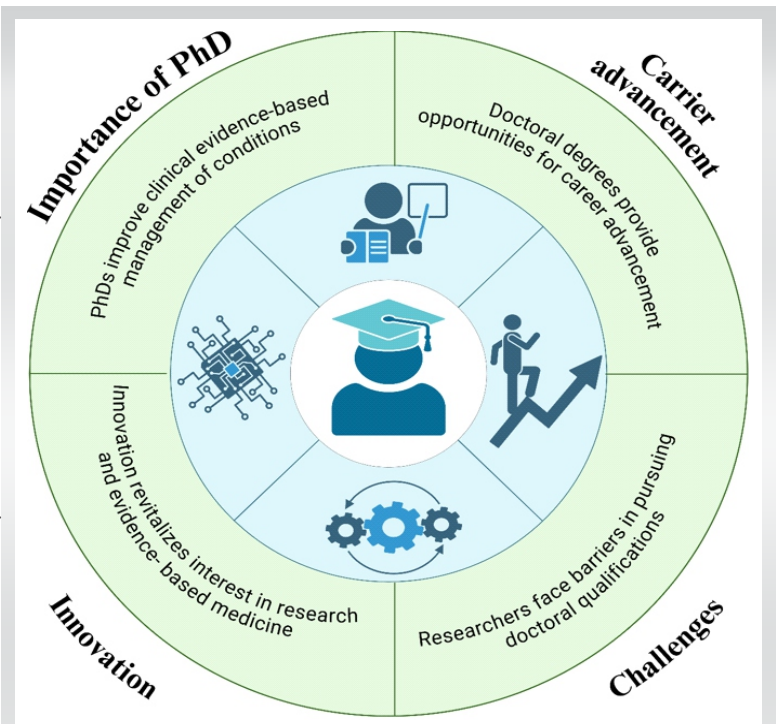 Importance of PhD
PhDs improve clinical evidence-based
management of conditions
Carrier
advancement
Doctoral degrees provide
opportunities for career advancement
Innovation revitalizes interest in research
and evidence- based medicine
Innovation
Researchers face barriers in pursuing
doctoral qualifications
Challenges